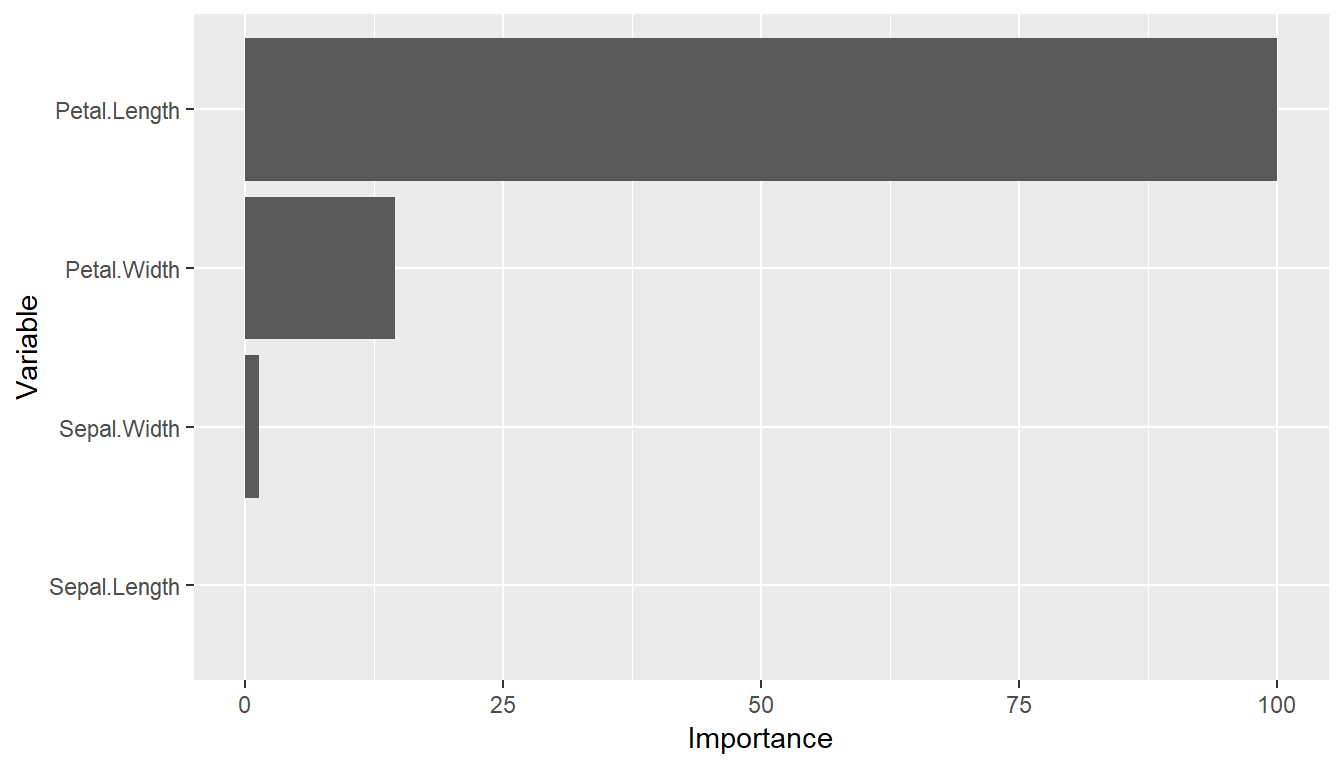 Petal.Length
Petal.Width
Sepal.Width
Sepal.Length
Variable
0 25 50 75 100
Importance